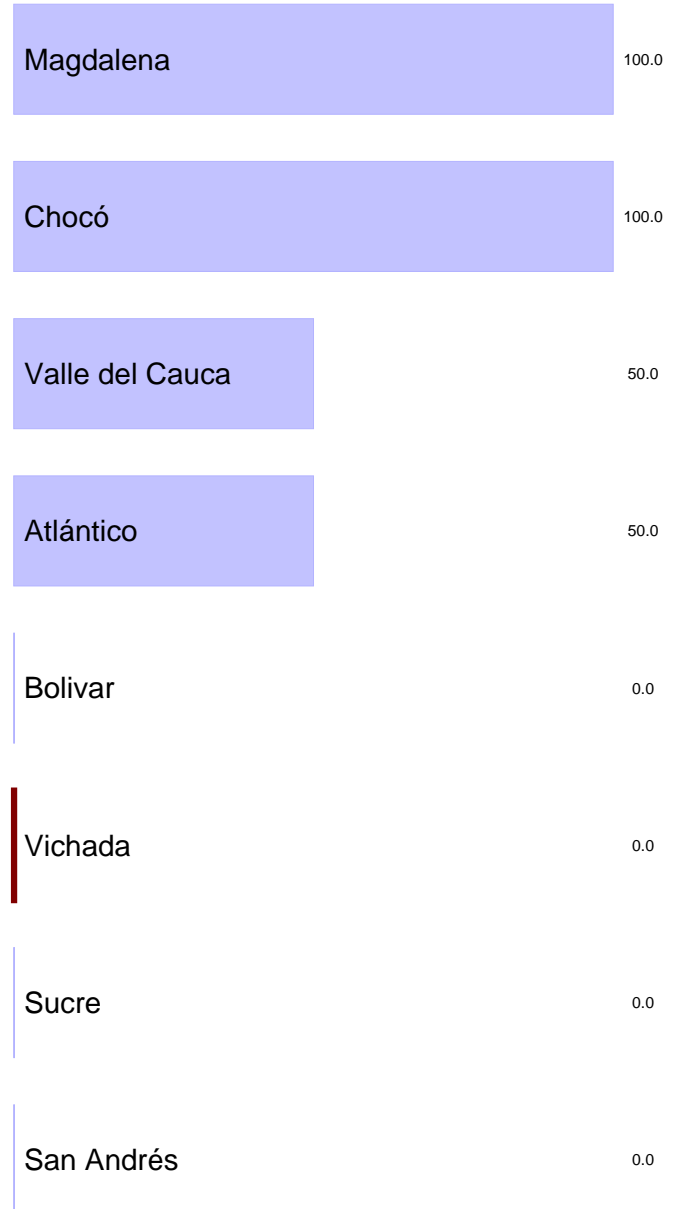 Magdalena 100.0
Chocó 100.0
Valle del Cauca 50.0
Atlántico 50.0
Bolivar 0.0
Vichada 0.0
Sucre 0.0
San Andrés 0.0